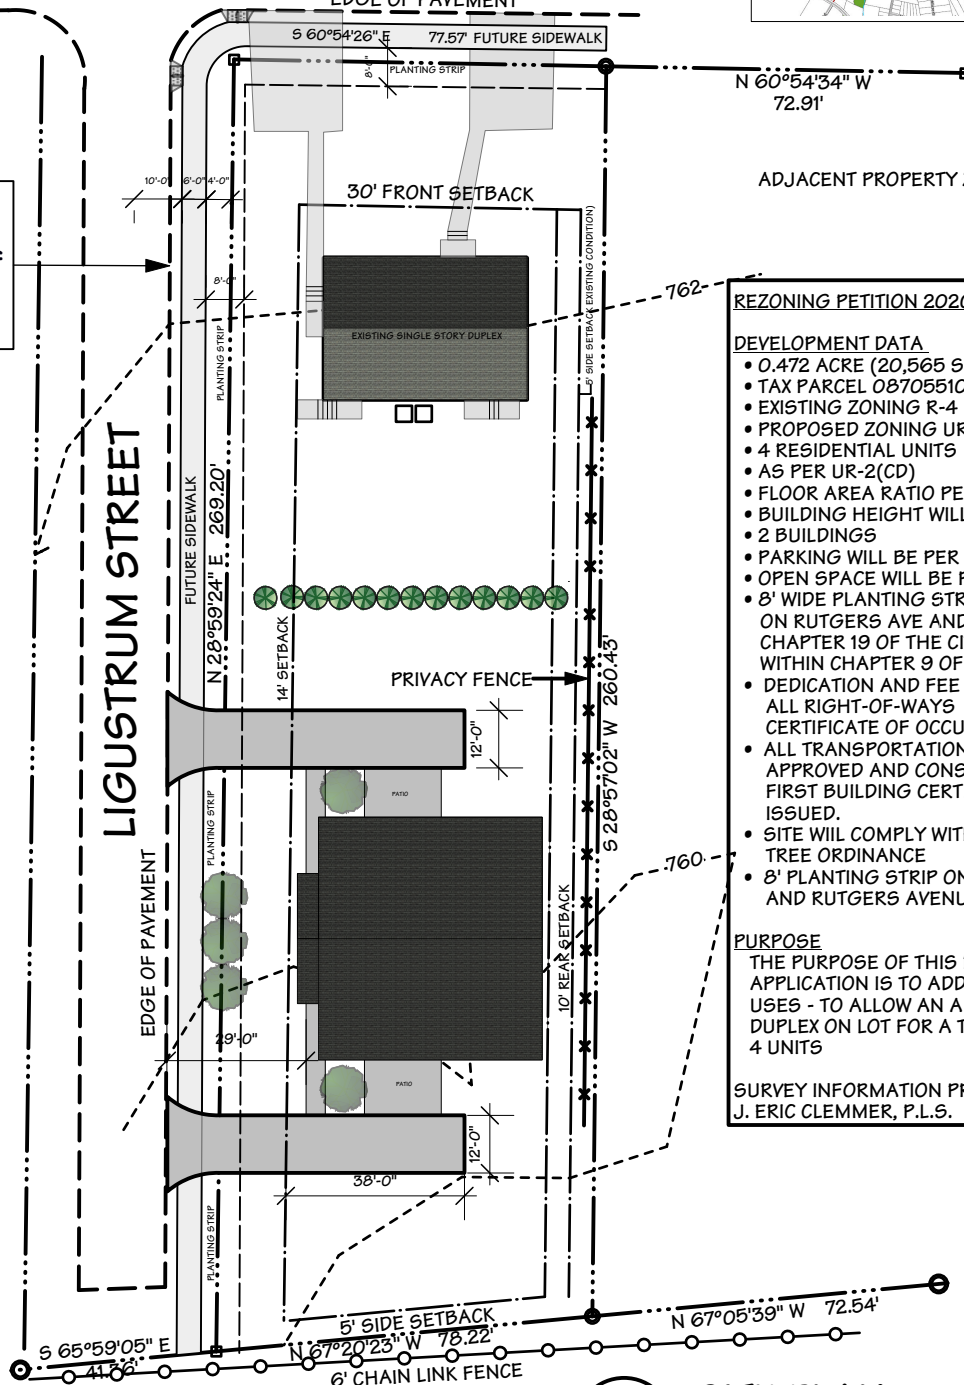 EDGE OF PAVEMENT
S 60°54'26" E 77.57' FUTURE SIDEWALK
8'-0"
PLANTING STRIP
N 60°54'34" W
72.91'
ADJACENT PROPERTY
10'-0" 6'-0" 4'-0"
30' FRONT SETBACK
5' SIDE SETBACK EXISTING CONDITION)
8'-0"
PLANTING STRIP
762
EXISTING SINGLE STORY DUPLEX
LIGUSTRUM STREET
FUTURE SIDEWALK
N 28°59'24" E 269.20'
14' SETBACK
PRIVACY FENCE
S 28°57'02" W 260.43'
12'-0"
PATIO
PLANTING STRIP
EDGE OF PAVEMENT
760
10' REAR SETBACK
29'-0"
PATIO
12'-0"
38'-0"
PLANTING STRIP
5' SIDE SETBACK
N 67°20'23" W 78.22'
N 67°05'39" W 72.54'
S 65°59'05" E
6' CHAIN LINK FENCE
REZONING PETITION 202
DEVELOPMENT DATA
• 0.472 ACRE (20,565 S
• TAX PARCEL 08705510
• EXISTING ZONING R-4
• PROPOSED ZONING UR
• 4 RESIDENTIAL UNITS
• AS PER UR-2(CD)
• FLOOR AREA RATIO PE
• BUILDING HEIGHT WILL
• 2 BUILDINGS
• PARKING WILL BE PER
• OPEN SPACE WILL BE
• 8' WIDE PLANTING STR
ON RUTGERS AVE AND
CHAPTER 19 OF THE CI
WITHIN CHAPTER 9 OF
• DEDICATION AND FEE
ALL RIGHT-OF-WAYS
CERTIFICATE OF OCCU
• ALL TRANSPORTATION
APPROVED AND CONS
FIRST BUILDING CERT
ISSUED.
• SITE WIIL COMPLY WIT
TREE ORDINANCE
• 8' PLANTING STRIP ON
AND RUTGERS AVENU
PURPOSE
THE PURPOSE OF THIS
APPLICATION IS TO ADD
USES - TO ALLOW AN A
DUPLEX ON LOT FOR A T
4 UNITS
SURVEY INFORMATION PR
J. ERIC CLEMMER, P.L.S.